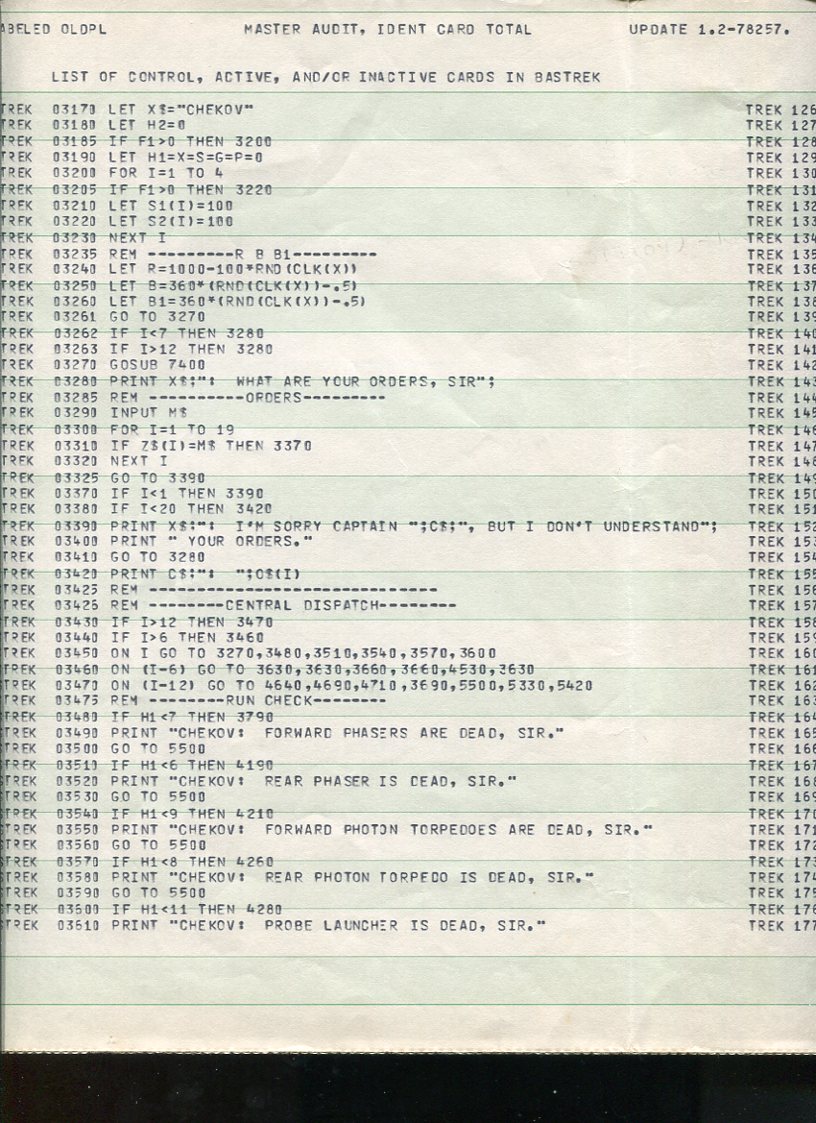 ABELED OLDPL MASTER AUDIT, IDENT CARD TOTAL UPDATE 1.2-78257.
LIST OF CONTROL, ACTIVE, AND/OR INACTIVE CARDS IN BASTREK
TREK 03170 LET X$="CHEKOV" TREK 126
TREK 03180 LET H2=0 TREK 127
TREK 03185 IF F1>0 THEN 3200 TREK 128
TREK 03190 LET H1=X=S=G=P=0 TREK 129
TREK 03200 FOR I=1 TO 4 TREK 130
TREK 03205 IF F1>0 THEN 3220 TREK 131
TREK 03210 LET S1(I)=100 TREK 132
TREK 03220 LET S2(I)=100 TREK 133
TREK 03230 NEXT I TREK 134
TREK 03235 REM ----------R B B1---------- TREK 135
TREK 03240 LET R=1000-100*RND(CLK(X)) TREK 136
TREK 03250 LET B=360*(RND(CLK(X))-.5) TREK 137
TREK 03260 LET B1=360*(RND(CLK(X))-.5) TREK 138
TREK 03261 GO TO 3270 TREK 139
TREK 03262 IF I<7 THEN 3280 TREK 140
TREK 03263 IF I>12 THEN 3280 TREK 141
TREK 03270 GOSUB 7400 TREK 142
TREK 03280 PRINT X$;":  WHAT ARE YOUR ORDERS, SIR"; TREK 143
TREK 03285 REM ----------ORDERS--------- TREK 144
TREK 03290 INPUT M$ TREK 145
TREK 03300 FOR I=1 TO 19 TREK 146
TREK 03310 IF Z$(I)=M$ THEN 3370 TREK 147
TREK 03320 NEXT I TREK 148
TREK 03325 GO TO 3390 TREK 149
TREK 03370 IF I<1 THEN 3390 TREK 150
TREK 03380 IF I<20 THEN 3420 TREK 151
TREK 03390 PRINT X$;":  I'M SORRY CAPTAIN ";C$;", BUT I DON'T UNDERSTAND"; TREK 152
TREK 03400 PRINT " YOUR ORDERS." TREK 153
TREK 03410 GO TO 3280 TREK 154
TREK 03420 PRINT C$;":  ";O$(I) TREK 155
TREK 03425 REM -------------------------------- TREK 156
TREK 03426 REM --------CENTRAL DISPATCH-------- TREK 157
TREK 03430 IF I>12 THEN 3470 TREK 158
TREK 03440 IF I>6 THEN 3460 TREK 159
TREK 03450 ON I GO TO 3270,3480,3510,3540,3570,3600 TREK 160
TREK 03460 ON (I-6) GO TO 3630,3630,3660,3660,4530,3630 TREK 161
TREK 03470 ON (I-12) GO TO 4640,4690,4710,3690,5500,5330,5420 TREK 162
TREK 03475 REM --------RUN CHECK-------- TREK 163
TREK 03480 IF H1<7 THEN 3790 TREK 164
TREK 03490 PRINT "CHEKOV:  FORWARD PHASERS ARE DEAD, SIR." TREK 165
TREK 03500 GO TO 5500 TREK 166
TREK 03510 IF H1<6 THEN 4190 TREK 167
TREK 03520 PRINT "CHEKOV:  REAR PHASER IS DEAD, SIR." TREK 168
TREK 03530 GO TO 5500 TREK 169
TREK 03540 IF H1<9 THEN 4210 TREK 170
TREK 03550 PRINT "CHEKOV:  FORWARD PHOTON TORPEDOES ARE DEAD, SIR." TREK 171
TREK 03560 GO TO 5500 TREK 172
TREK 03570 IF H1<8 THEN 4260 TREK 173
TREK 03580 PRINT "CHEKOV:  REAR PHOTON TORPEDO IS DEAD, SIR." TREK 174
TREK 03590 GO TO 5500 TREK 175
TREK 03600 IF H1<11 THEN 4280 TREK 176
TREK 03610 PRINT "CHEKOV:  PROBE LAUNCHER IS DEAD, SIR." TREK 177